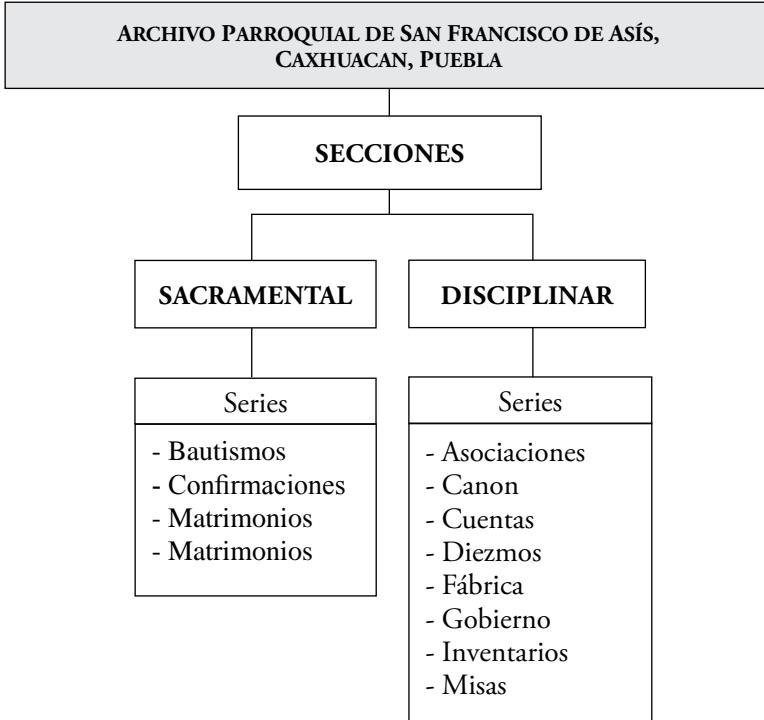 ARCHIVO PARROQUIAL DE SAN FRANCISCO DE ASÍS,
CAXHUACAN, PUEBLA
SECCIONES
SACRAMENTAL
Series
- Bautismos
- Confirmaciones
- Matrimonios
- Matrimonios
DISCIPLINAR
Series
- Asociaciones
- Canon
- Cuentas
- Diezmos
- Fábrica
- Gobierno
- Inventarios
- Misas